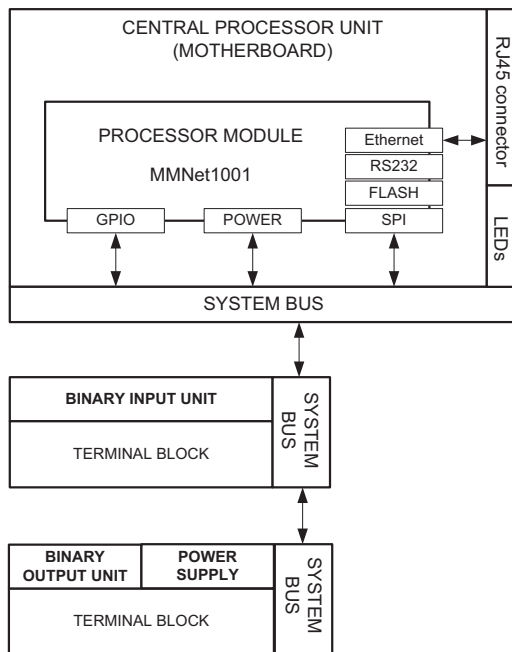 CENTRAL PROCESSOR UNIT
(MOTHERBOARD)
RJ45 connector
LEDs
PROCESSOR MODULE
MMNet1001
Ethernet
RS232
FLASH
SPI
GPIO
POWER
SYSTEM BUS
BINARY INPUT UNIT
TERMINAL BLOCK
SYSTEM
BUS
BINARY
OUTPUT UNIT
POWER
SUPPLY
TERMINAL BLOCK
SYSTEM
BUS